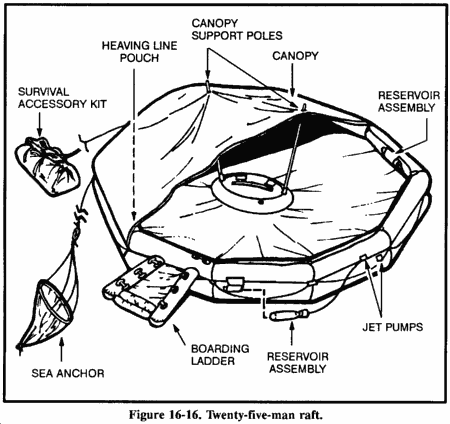 CANOPY
SUPPORT POLES
HEAVING LINE
POUCH
CANOPY
SURVIVAL
ACCESSORY KIT
RESERVOIR
ASSEMBLY
JET PUMPS
BOARDING
LADDER
RESERVOIR
ASSEMBLY
SEA ANCHOR
Figure 16-16. Twenty-five-man raft.